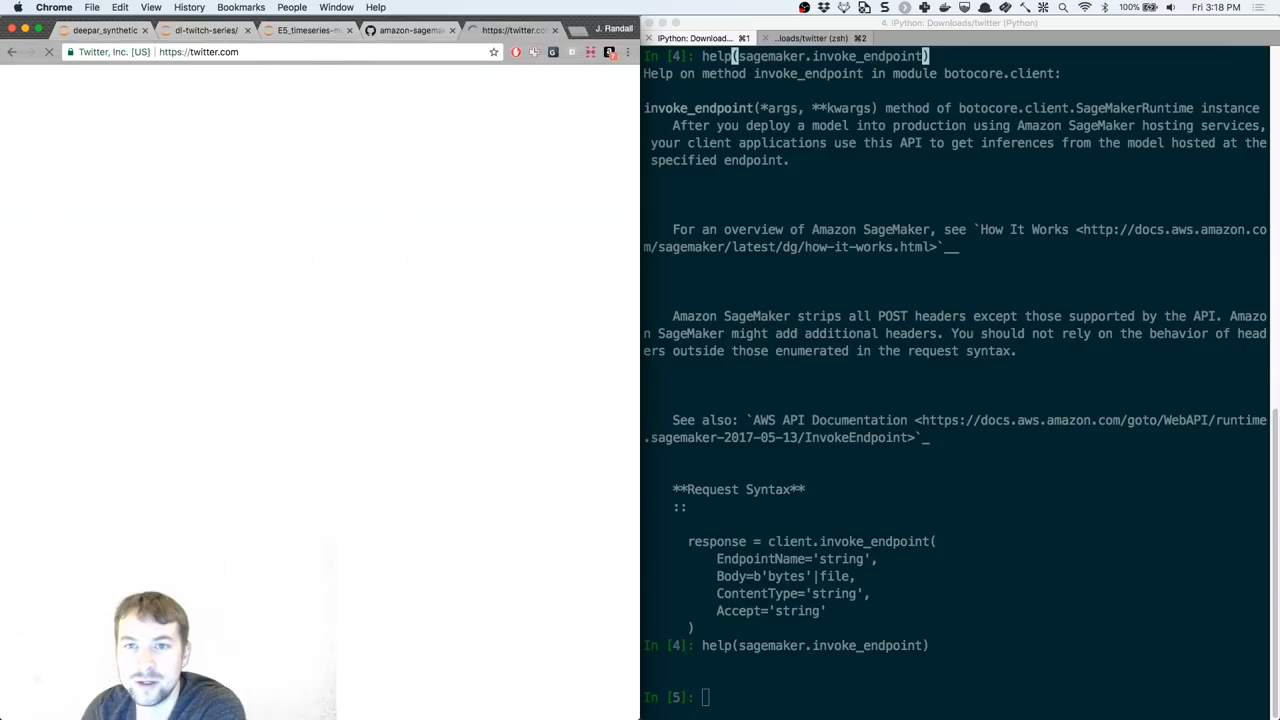 Chrome File Edit View History Bookmarks People Window Help
100% Fri 3:18 PM
deepar_synthetic
dl-twitch-series/
E5_timeseries-m
amazon-sagema
https://twitter.com
J. Randall
Twitter, Inc. [US] | https://twitter.com
4. IPython: Downloads/twitter (Python)
IPython: Download... ⌘1
..loads/twitter (zsh) ⌘2
In [4]: help(sagemaker.invoke_endpoint)
Help on method invoke_endpoint in module botocore.client:
invoke_endpoint(*args, **kwargs) method of botocore.client.SageMakerRuntime instance
After you deploy a model into production using Amazon SageMaker hosting services,
your client applications use this API to get inferences from the model hosted at the
specified endpoint.
For an overview of Amazon SageMaker, see `How It Works <http://docs.aws.amazon.co
m/sagemaker/latest/dg/how-it-works.html>`__
Amazon SageMaker strips all POST headers except those supported by the API. Amazo
n SageMaker might add additional headers. You should not rely on the behavior of head
ers outside those enumerated in the request syntax.
See also: `AWS API Documentation <https://docs.aws.amazon.com/goto/WebAPI/runtime
.sagemaker-2017-05-13/InvokeEndpoint>`_
**Request Syntax**
::
response = client.invoke_endpoint(
EndpointName='string',
Body=b'bytes'|file,
ContentType='string',
Accept='string'
)
In [4]: help(sagemaker.invoke_endpoint)
In [5]: